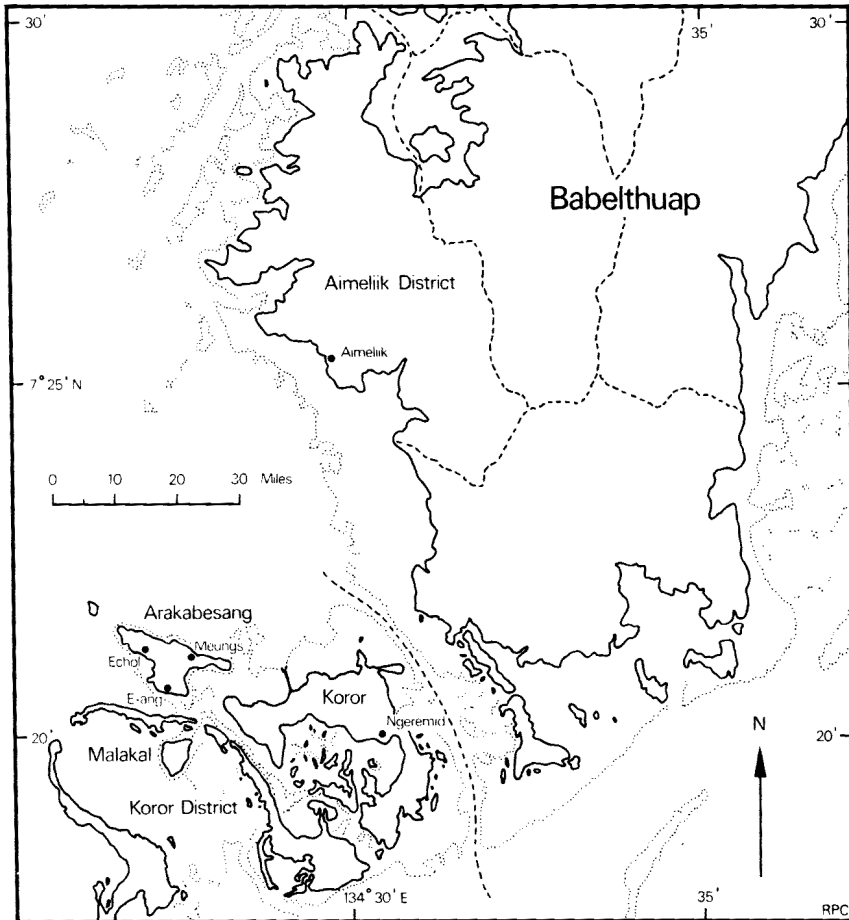 30'
35'
30'
Babelthuap
Aimeliik District
Aimeliik
7° 25' N
0 10 20 30 Miles
Arakabesang
Meungs
Echol
E-ang
Koror
Ngeremid
N
20'
20'
Malakal
Koror District
134° 30' E
35'
RPC